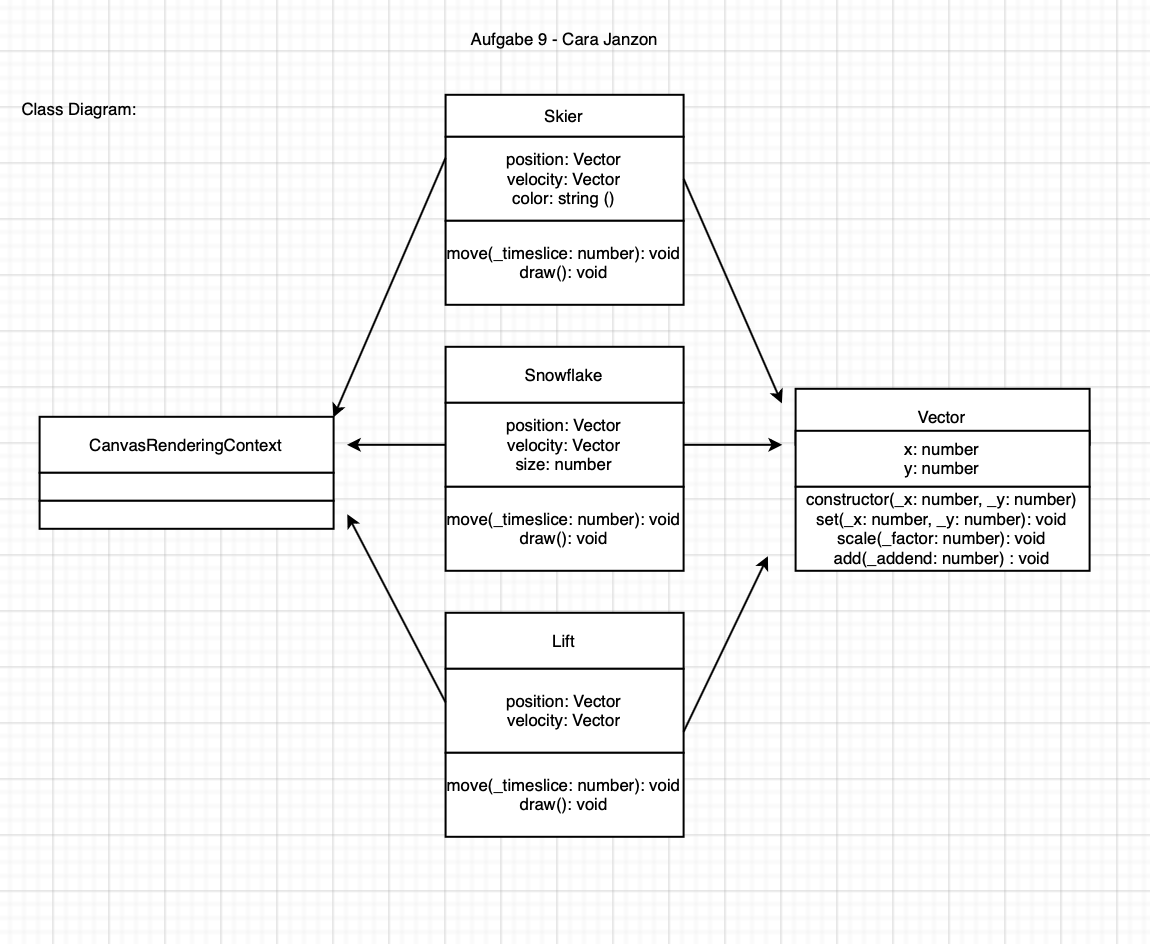 Aufgabe 9 - Cara Janzon
Class Diagram:
Skier
position: Vector
velocity: Vector
color: string ()
move(_timeslice: number): void
draw(): void
Snowflake
position: Vector
velocity: Vector
size: number
move(_timeslice: number): void
draw(): void
CanvasRenderingContext
Vector
x: number
y: number
constructor(_x: number, _y: number)
set(_x: number, _y: number): void
scale(_factor: number): void
add(_addend: number) : void
Lift
position: Vector
velocity: Vector
move(_timeslice: number): void
draw(): void